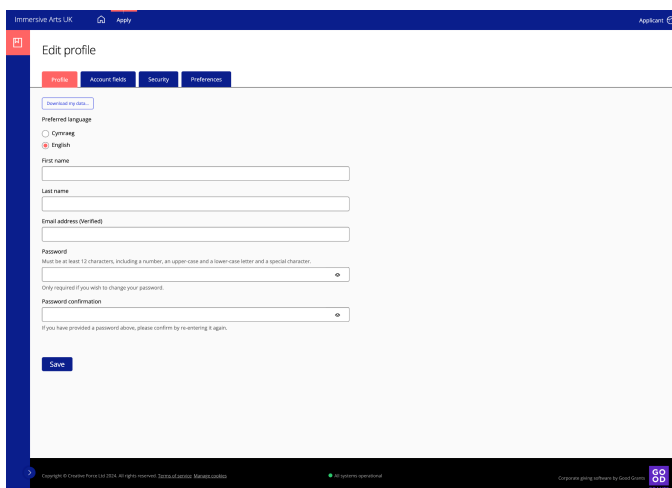 Immersive Arts UK
Apply
Applicant
Edit profile
Profile
Account fields
Security
Preferences
Download my data...
Preferred language
Cymraeg
English
First name
Last name
Email address (Verified)
Password
Must be at least 12 characters, including a number, an upper-case and a lower-case letter and a special character.
Only required if you wish to change your password.
Password confirmation
If you have provided a password above, please confirm by re-entering it again.
Save
Copyright © Creative Force Ltd 2024. All rights reserved. Terms of service Manage cookies
All systems operational
Corporate giving software by Good Grants
GO
OD